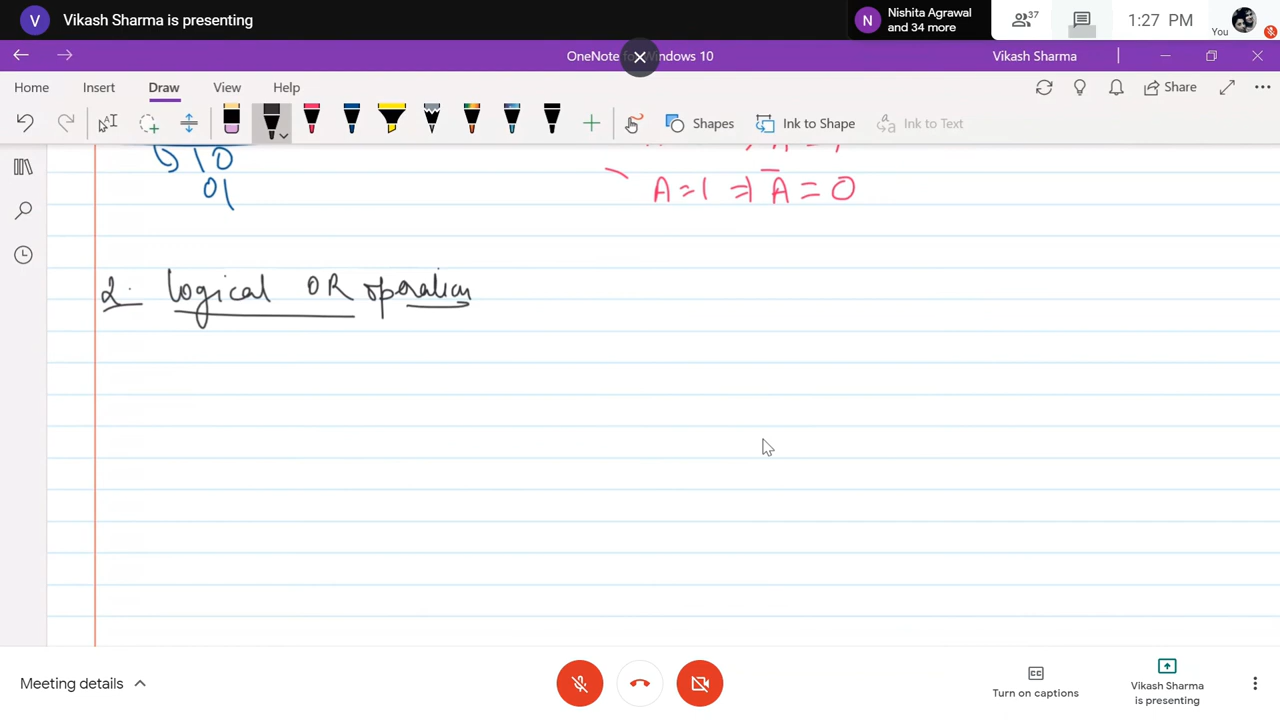 V Vikash Sharma is presenting
N Nishita Agrawal
and 34 more
37
1:27 PM
You
OneNote for Windows 10
Vikash Sharma
Home Insert Draw View Help
Share
Shapes Ink to Shape Ink to Text
10
01
A=1 ⇒ A̅ = 0
2. logical OR operation
Meeting details
Turn on captions
Vikash Sharma
is presenting